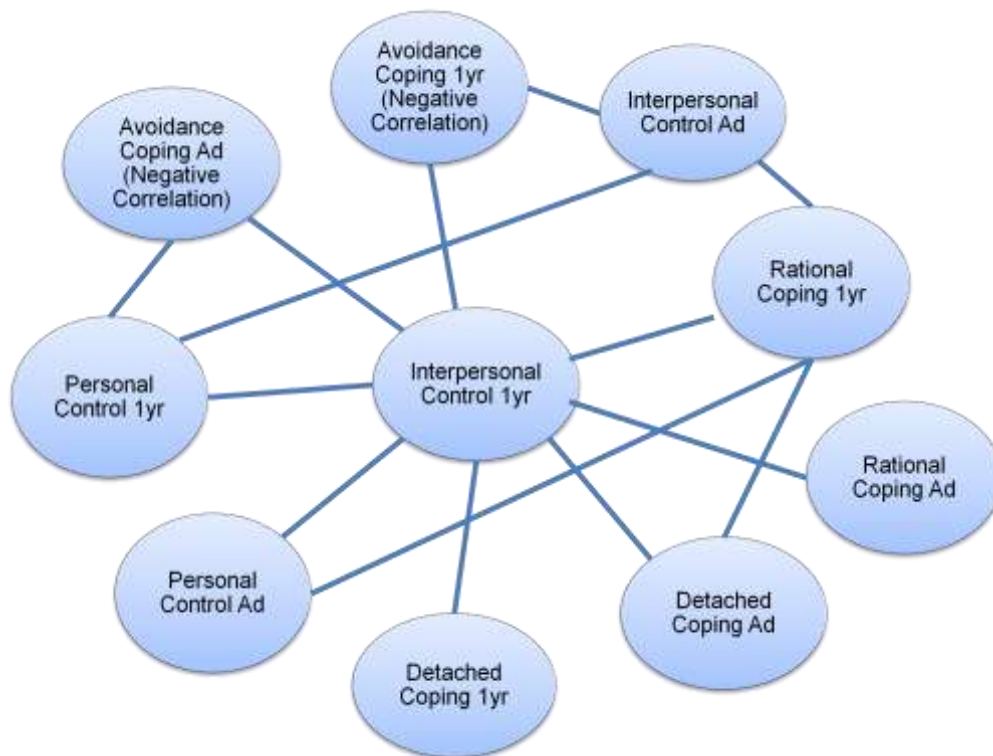 Avoidance
Coping 1yr
(Negative
Correlation)
Interpersonal
Control Ad
Avoidance
Coping Ad
(Negative
Correlation)
Rational
Coping 1yr
Personal
Control 1yr
Interpersonal
Control 1yr
Rational
Coping Ad
Personal
Control Ad
Detached
Coping Ad
Detached
Coping 1yr